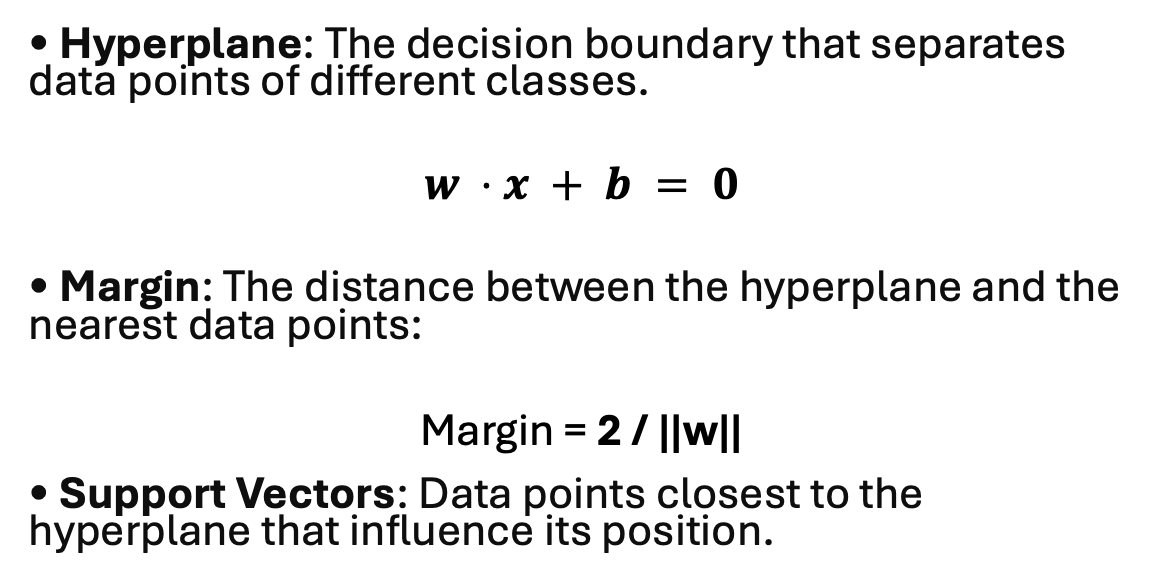 • Hyperplane: The decision boundary that separates
data points of different classes.
w · x + b = 0
• Margin: The distance between the hyperplane and the
nearest data points:
Margin = 2 / ||w||
• Support Vectors: Data points closest to the
hyperplane that influence its position.